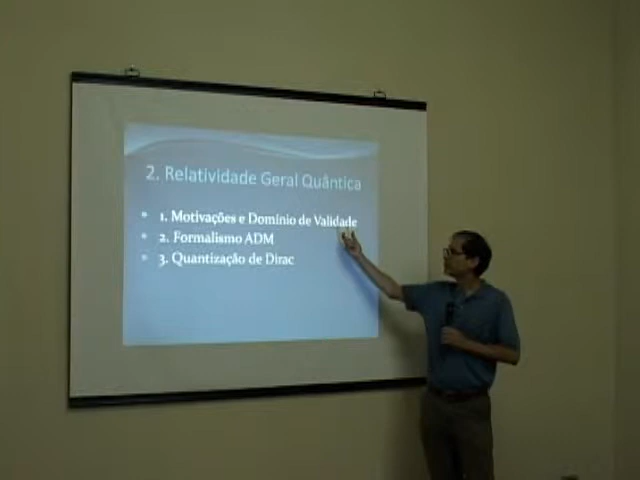 2. Relatividade Geral Quântica
• 1. Motivações e Domínio de Validade
• 2. Formalismo ADM
• 3. Quantização de Dirac